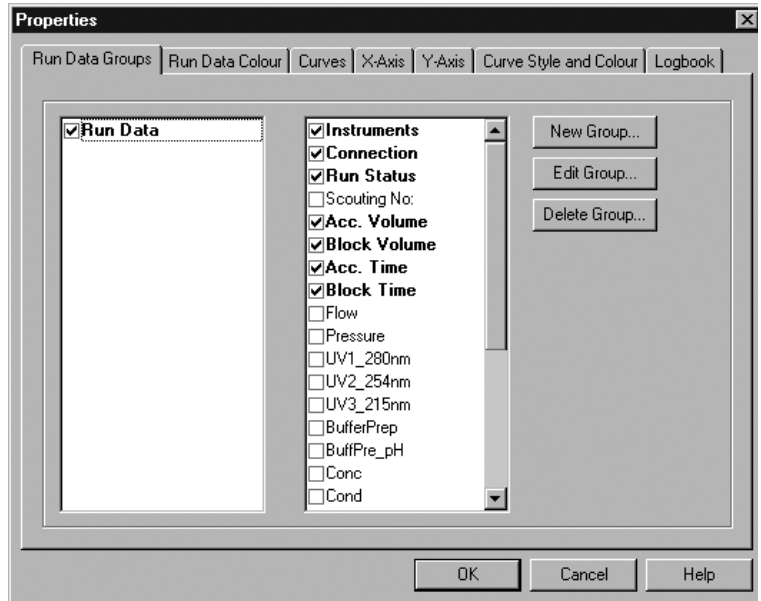 Properties
Run Data Groups
Run Data Colour
Curves
X-Axis
Y-Axis
Curve Style and Colour
Logbook
Run Data
Instruments
Connection
Run Status
Scouting No:
Acc. Volume
Block Volume
Acc. Time
Block Time
Flow
Pressure
UV1_280nm
UV2_254nm
UV3_215nm
BufferPrep
BuffPre_pH
Conc
Cond
New Group...
Edit Group...
Delete Group...
OK
Cancel
Help